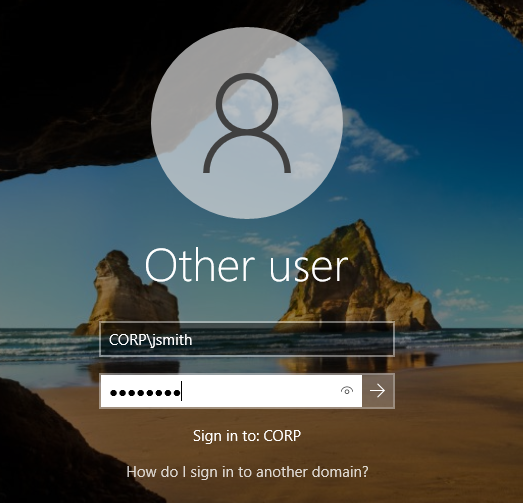 Other user
CORP\jsmith
••••••••
Sign in to: CORP
How do I sign in to another domain?